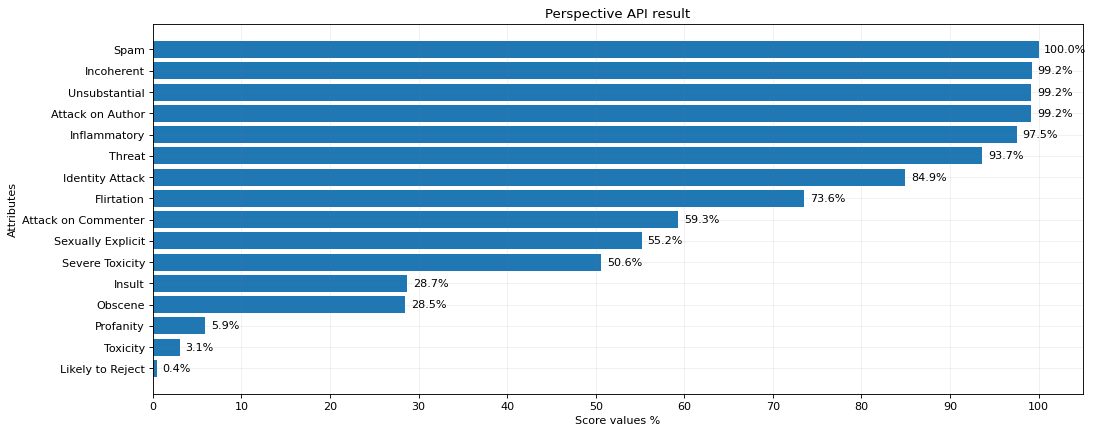 Perspective API result
Attributes
Spam 100.0%
Incoherent 99.2%
Unsubstantial 99.2%
Attack on Author 99.2%
Inflammatory 97.5%
Threat 93.7%
Identity Attack 84.9%
Flirtation 73.6%
Attack on Commenter 59.3%
Sexually Explicit 55.2%
Severe Toxicity 50.6%
Insult 28.7%
Obscene 28.5%
Profanity 5.9%
Toxicity 3.1%
Likely to Reject 0.4%
0 10 20 30 40 50 60 70 80 90 100
Score values %